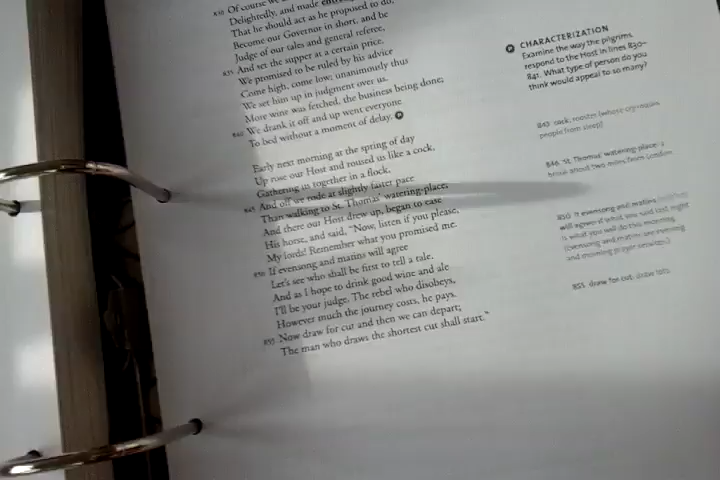 830 Of course we
Delightedly, and made
That he should act as he proposed to do,
Become our Governor in short, and be
Judge of our tales and general referee,
835 And set the supper at a certain price.
We promised to be ruled by his advice
Come high, come low; unanimously thus
We set him up in judgment over us.
More wine was fetched, the business being done;
840 We drank it off and up went everyone
To bed without a moment of delay. P
Early next morning at the spring of day
Up rose our Host and roused us like a cock,
Gathering us together in a flock,
845 And off we rode at slightly faster pace
Than walking to St. Thomas' watering-place;
And there our Host drew up, began to ease
His horse, and said, "Now, listen if you please,
My lords! Remember what you promised me.
850 If evensong and matins will agree
Let's see who shall be first to tell a tale.
And as I hope to drink good wine and ale
I'll be your judge. The rebel who disobeys,
However much the journey costs, he pays.
855 Now draw for cut and then we can depart;
The man who draws the shortest cut shall start."
P CHARACTERIZATION
Examine the way the pilgrims
respond to the Host in lines 830–
841. What type of person do you
think would appeal to so many?
843 cock: rooster (whose cry rouses
people from sleep)
846 St. Thomas' watering-place: a
brook about two miles from London
850 If evensong and matins
will agree: if what you said last night
is what you will do this morning
(evensong and matins are evening
and morning prayer services)
855 draw for cut: draw lots